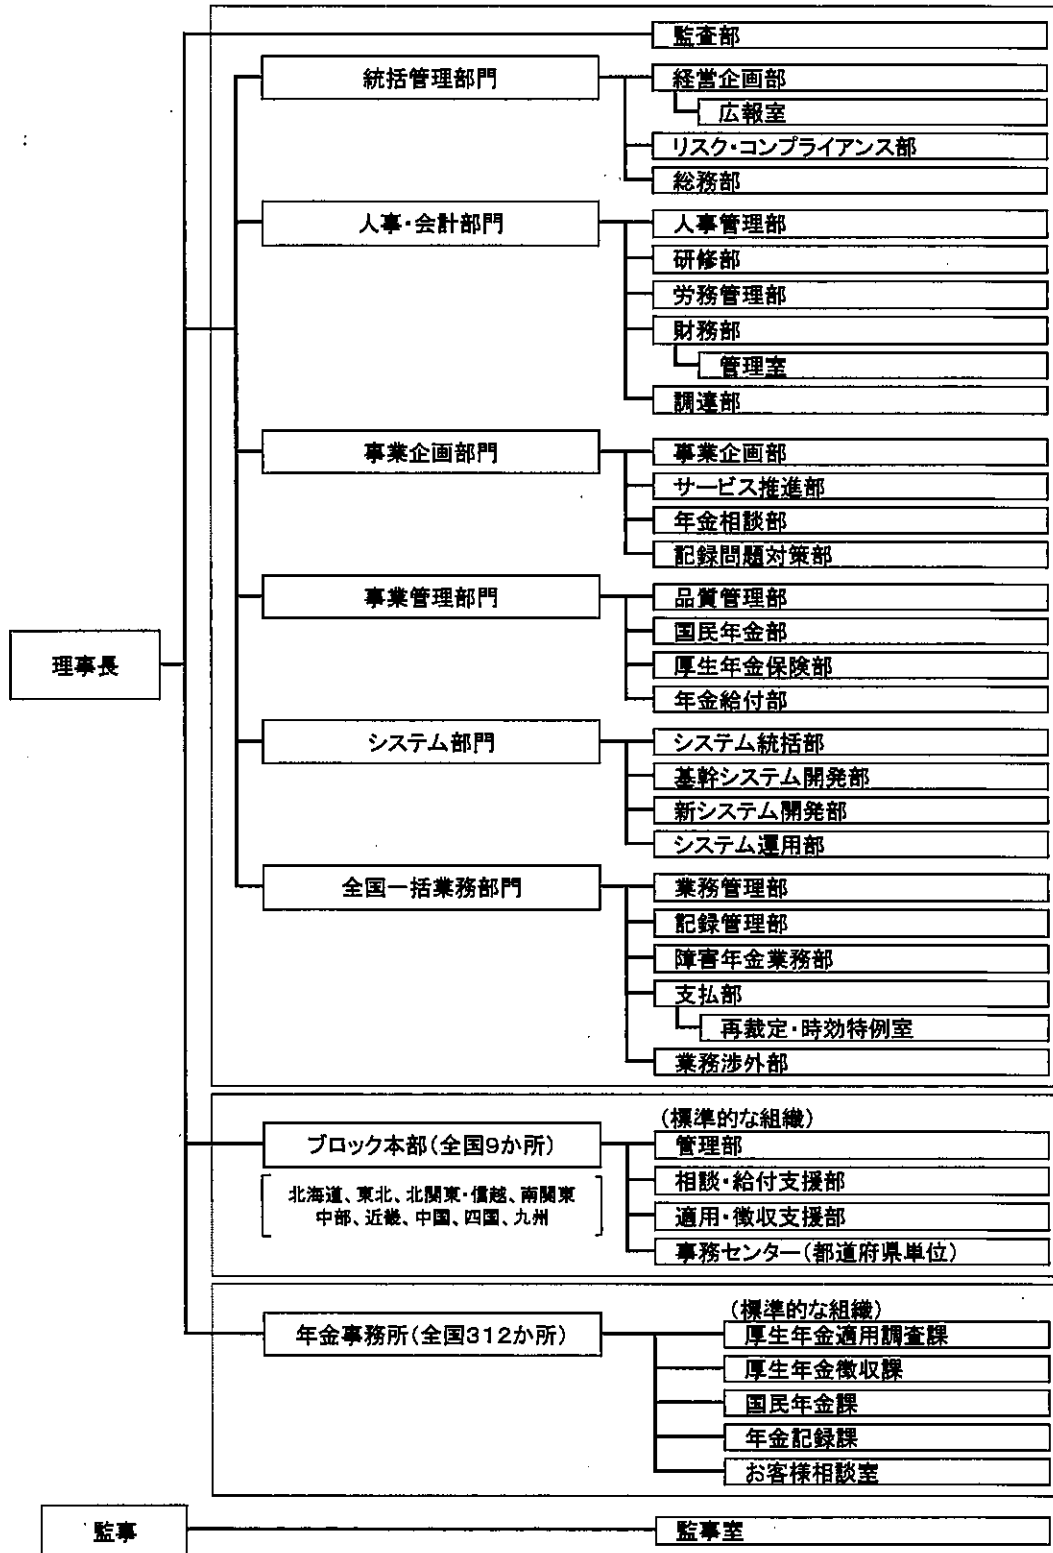 監査部
統括管理部門
経営企画部
広報室
リスク・コンプライアンス部
総務部
人事・会計部門
人事管理部
研修部
労務管理部
財務部
管理室
調達部
事業企画部門
事業企画部
サービス推進部
年金相談部
記録問題対策部
事業管理部門
品質管理部
国民年金部
厚生年金保険部
年金給付部
理事長
システム部門
システム統括部
基幹システム開発部
新システム開発部
システム運用部
全国一括業務部門
業務管理部
記録管理部
障害年金業務部
支払部
再裁定・時効特例室
業務渉外部
(標準的な組織)
ブロック本部(全国9か所)
管理部
北海道、東北、北関東・信越、南関東
中部、近畿、中国、四国、九州
相談・給付支援部
適用・徴収支援部
事務センター(都道府県単位)
(標準的な組織)
年金事務所(全国312か所)
厚生年金適用調査課
厚生年金徴収課
国民年金課
年金記録課
お客様相談室
監事
監事室